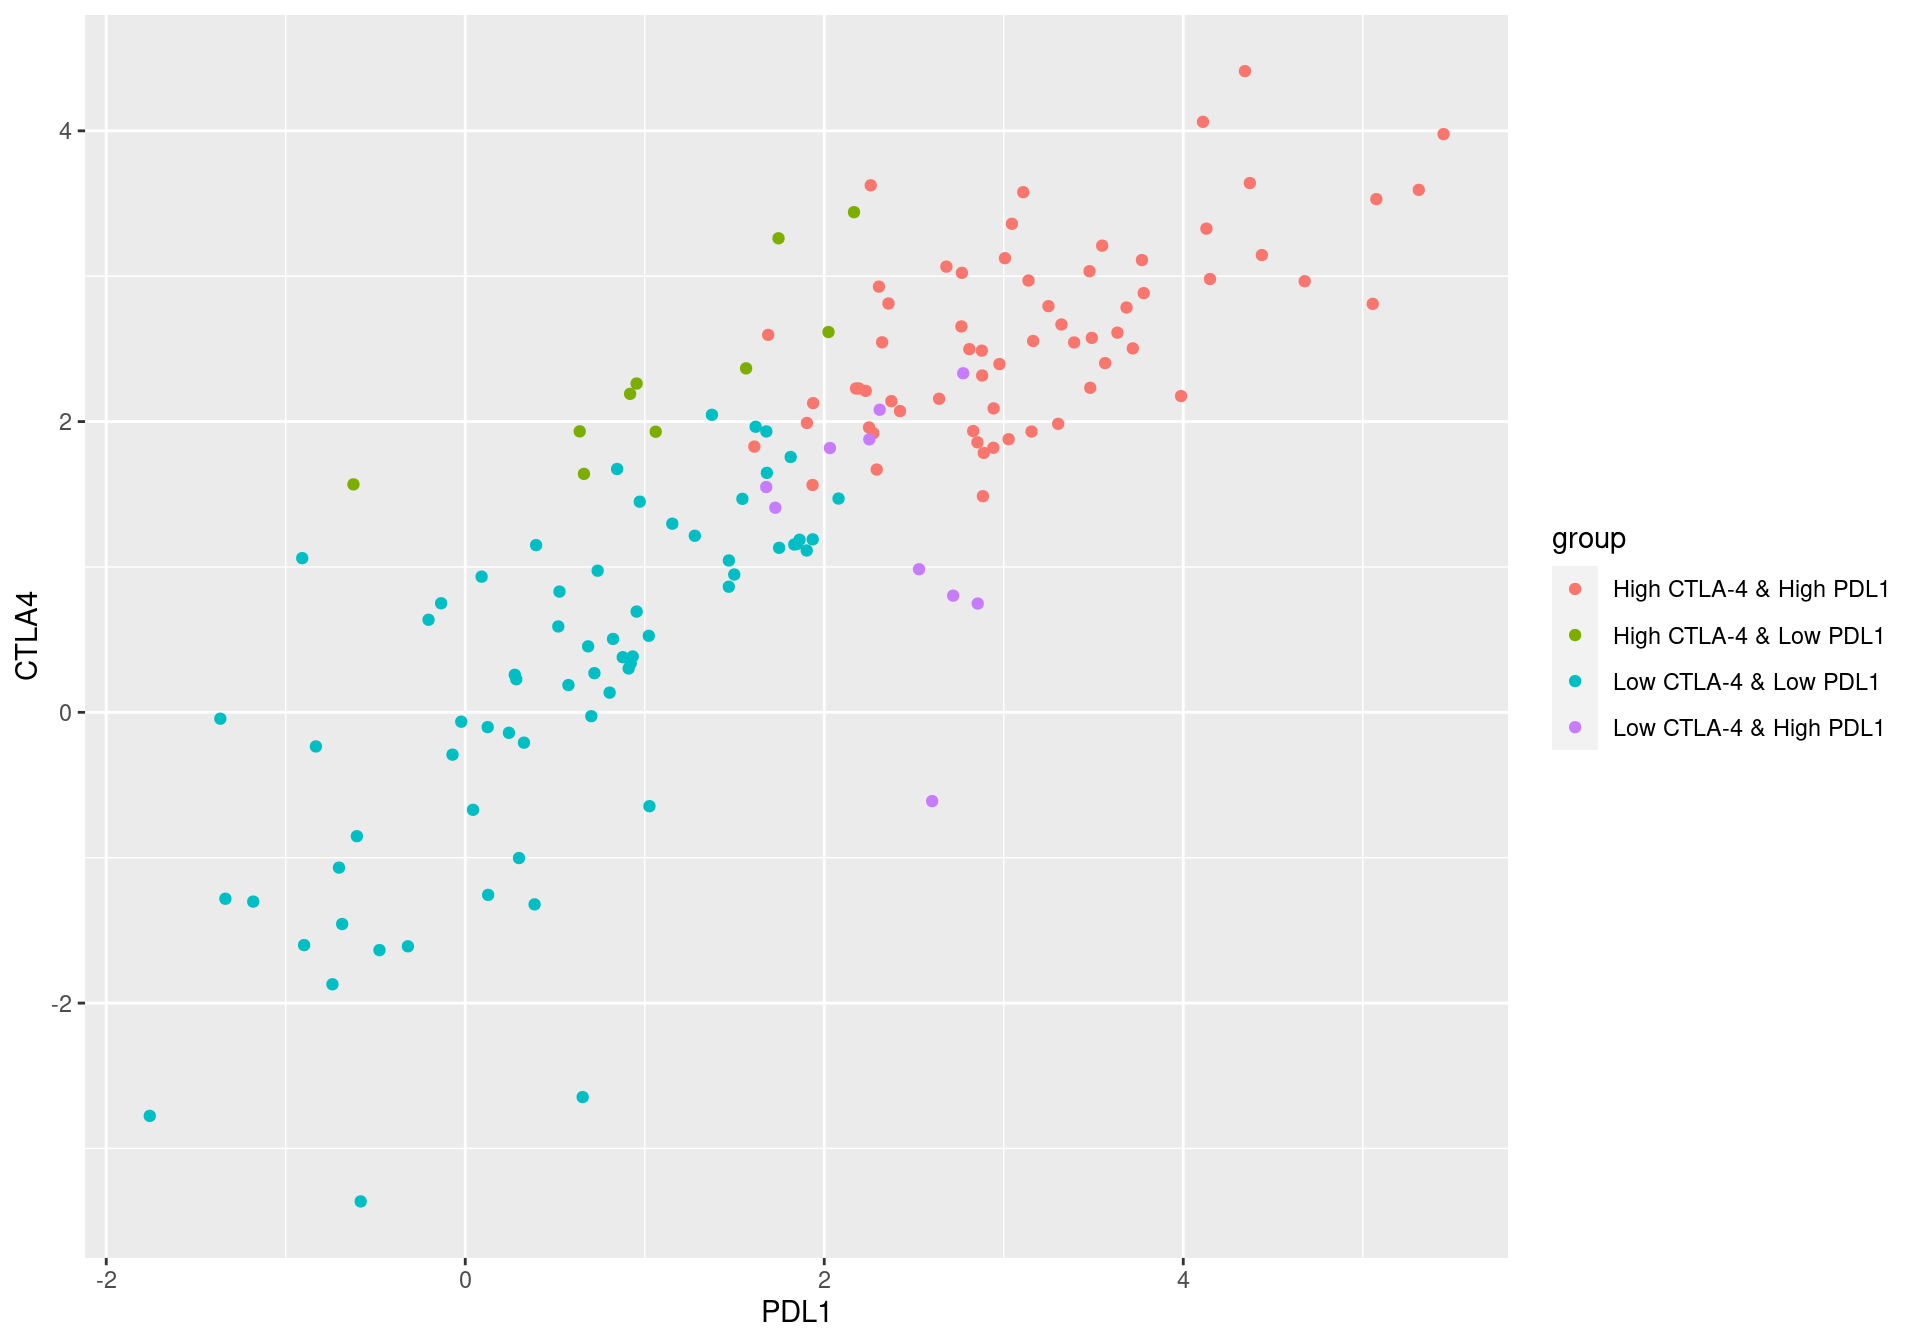 4
2
0
-2
CTLA4
-2
0
2
4
PDL1
group
High CTLA-4 & High PDL1
High CTLA-4 & Low PDL1
Low CTLA-4 & Low PDL1
Low CTLA-4 & High PDL1